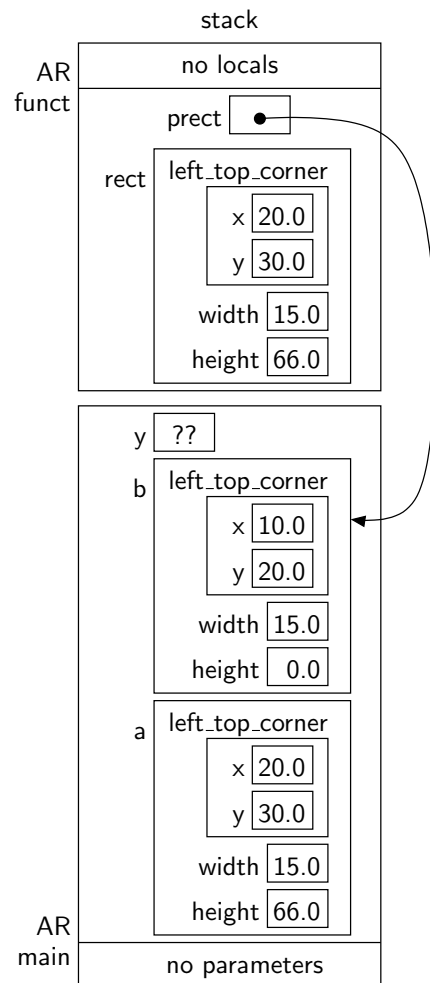 stack
AR
funct
no locals
prect
rect
left_top_corner
x 20.0
y 30.0
width 15.0
height 66.0
y ??
b
left_top_corner
x 10.0
y 20.0
width 15.0
height 0.0
a
left_top_corner
x 20.0
y 30.0
width 15.0
height 66.0
AR
main
no parameters